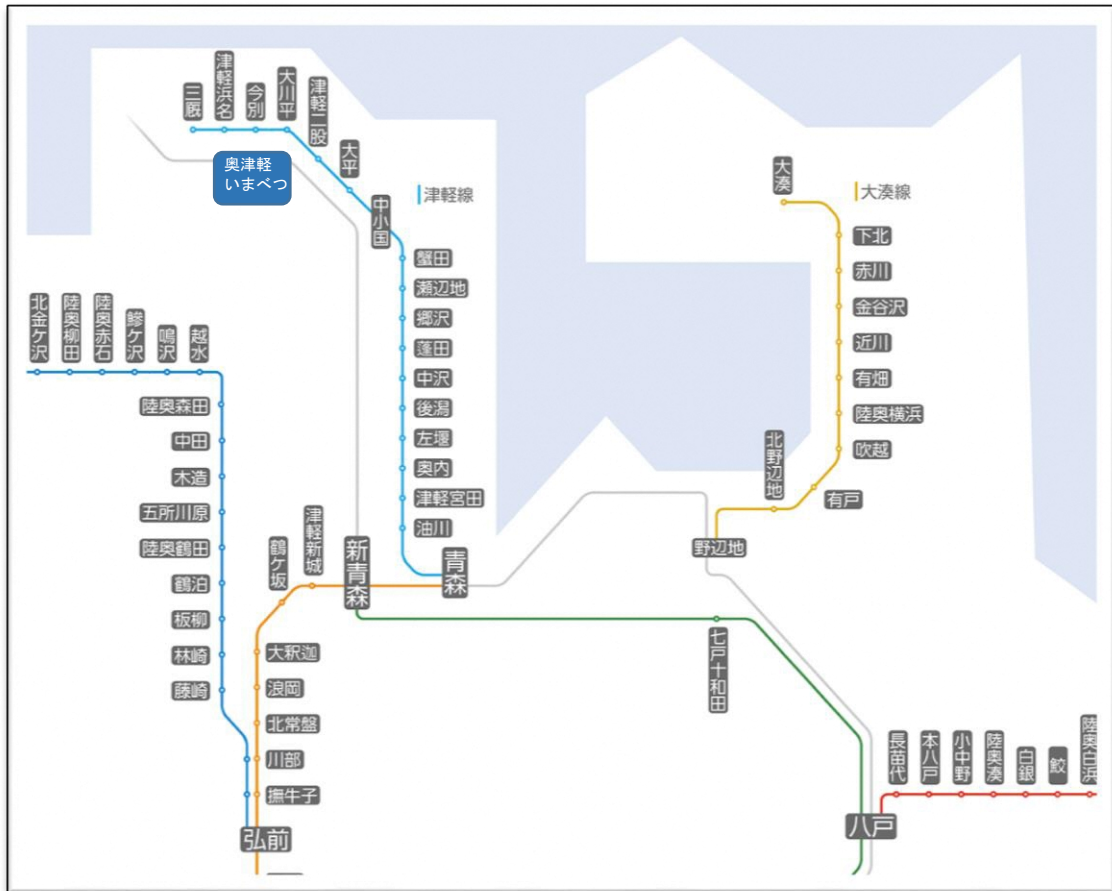 三厩
津軽浜名
今別
大川平
津軽二股
大平
中小国
奥津軽
いまべつ
津軽線
大湊
大湊線
蟹田
瀬辺地
郷沢
蓬田
中沢
後潟
左堰
奥内
津軽宮田
油川
青森
下北
赤川
金谷沢
近川
有畑
陸奥横浜
吹越
有戸
北野辺地
野辺地
北金ケ沢
陸奥柳田
陸奥赤石
鰺ケ沢
鳴沢
越水
陸奥森田
中田
木造
五所川原
陸奥鶴田
鶴泊
板柳
林崎
藤崎
鶴ケ坂
津軽新城
新青森
大釈迦
浪岡
北常盤
川部
撫牛子
弘前
七戸十和田
八戸
長苗代
本八戸
小中野
陸奥湊
白銀
鮫
陸奥白浜